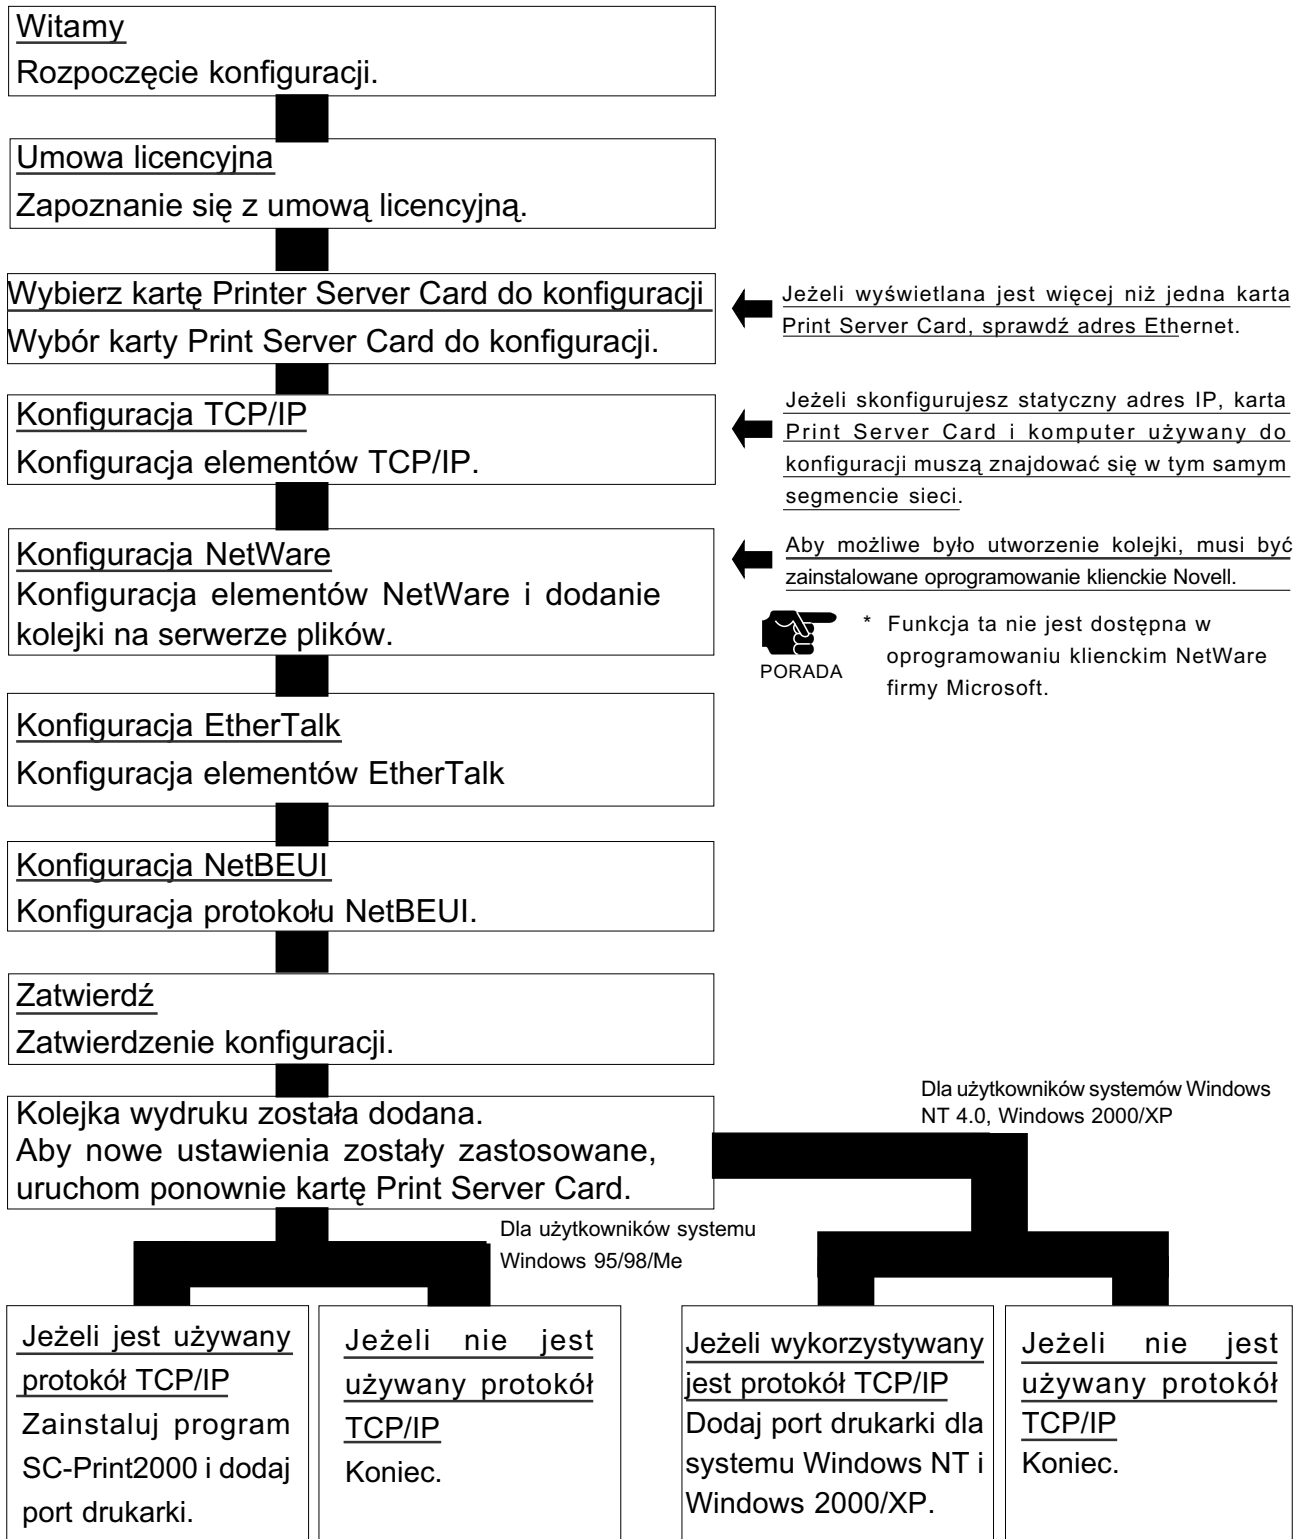 Witamy
Rozpoczęcie konfiguracji.
Umowa licencyjna
Zapoznanie się z umową licencyjną.
Wybierz kartę Printer Server Card do konfiguracji
Wybór karty Print Server Card do konfiguracji.
Jeżeli wyświetlana jest więcej niż jedna karta
Print Server Card, sprawdź adres Ethernet.
Konfiguracja TCP/IP
Konfiguracja elementów TCP/IP.
Jeżeli skonfigurujesz statyczny adres IP, karta
Print Server Card i komputer używany do
konfiguracji muszą znajdować się w tym samym
segmencie sieci.
Konfiguracja NetWare
Konfiguracja elementów NetWare i dodanie
kolejki na serwerze plików.
Aby możliwe było utworzenie kolejki, musi być
zainstalowane oprogramowanie klienckie Novell.
PORADA
* Funkcja ta nie jest dostępna w
oprogramowaniu klienckim NetWare
firmy Microsoft.
Konfiguracja EtherTalk
Konfiguracja elementów EtherTalk
Konfiguracja NetBEUI
Konfiguracja protokołu NetBEUI.
Zatwierdź
Zatwierdzenie konfiguracji.
Kolejka wydruku została dodana.
Aby nowe ustawienia zostały zastosowane,
uruchom ponownie kartę Print Server Card.
Dla użytkowników systemów Windows
NT 4.0, Windows 2000/XP
Dla użytkowników systemu
Windows 95/98/Me
Jeżeli jest używany
protokół TCP/IP
Zainstaluj program
SC-Print2000 i dodaj
port drukarki.
Jeżeli nie jest
używany protokół
TCP/IP
Koniec.
Jeżeli wykorzystywany
jest protokół TCP/IP
Dodaj port drukarki dla
systemu Windows NT i
Windows 2000/XP.
Jeżeli nie jest
używany protokół
TCP/IP
Koniec.